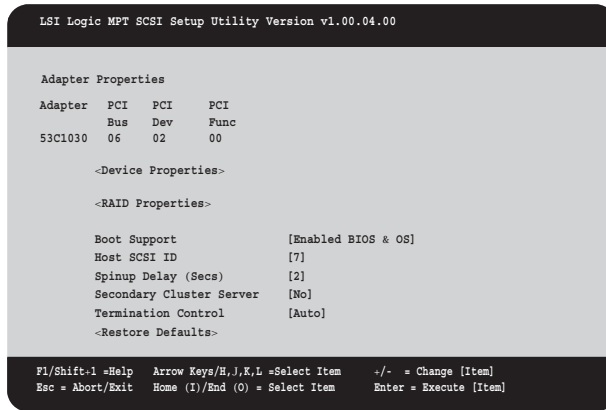 LSI Logic MPT SCSI Setup Utility Version v1.00.04.00
Adapter Properties
Adapter PCI PCI PCI
Bus Dev Func
53C1030 06 02 00
<Device Properties>
<RAID Properties>
Boot Support [Enabled BIOS & OS]
Host SCSI ID [7]
Spinup Delay (Secs) [2]
Secondary Cluster Server [No]
Termination Control [Auto]
<Restore Defaults>
F1/Shift+1 =Help Arrow Keys/H,J,K,L =Select Item +/- = Change [Item]
Esc = Abort/Exit Home (I)/End (O) = Select Item Enter = Execute [Item]